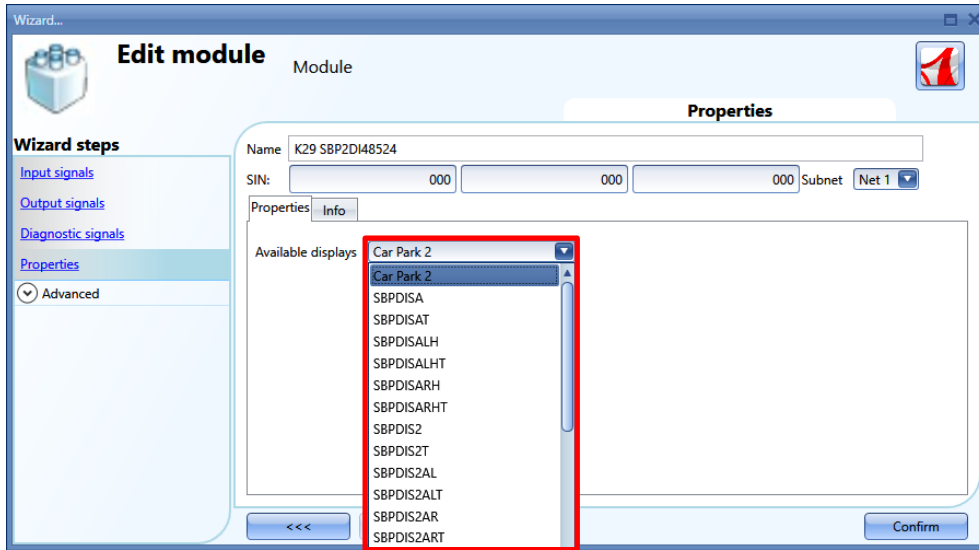 Wizard...
Edit module
Module
Properties
Wizard steps
Input signals
Output signals
Diagnostic signals
Properties
Advanced
Name K29 SBP2DI48524
SIN: 000 000 000 Subnet Net 1
Properties Info
Available displays Car Park 2
Car Park 2
SBPDISA
SBPDISAT
SBPDISALH
SBPDISALHT
SBPDISARH
SBPDISARHT
SBPDIS2
SBPDIS2T
SBPDIS2AL
SBPDIS2ALT
SBPDIS2AR
SBPDIS2ART
<<< Confirm